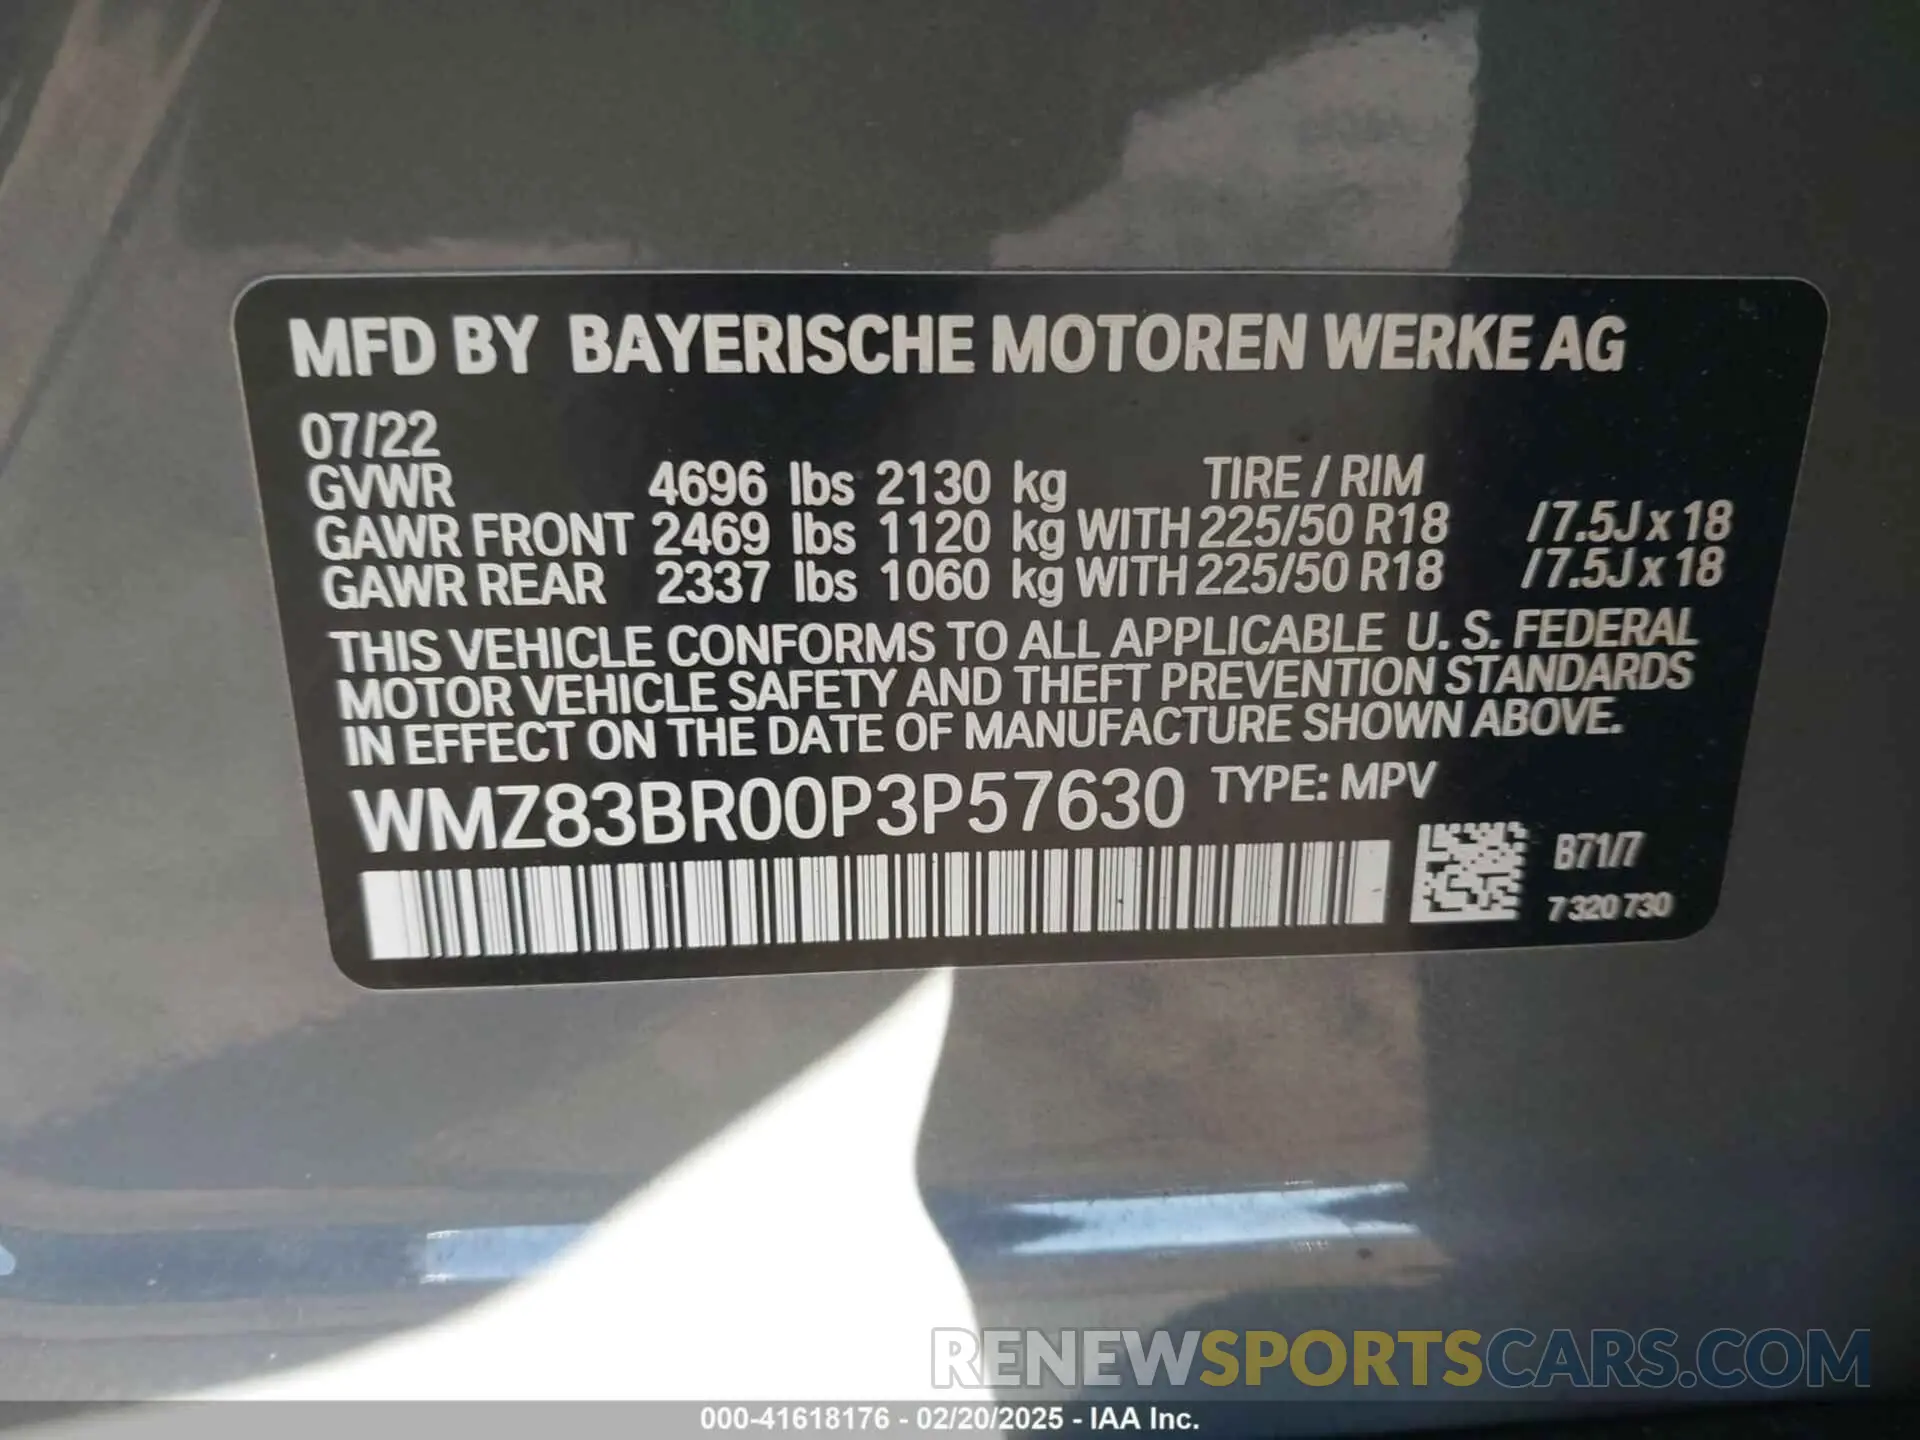 MFD BY BAYERISCHE MOTOREN WERKE AG
07/22
GVWR 4696 lbs 2130 kg TIRE / RIM
GAWR FRONT 2469 lbs 1120 kg WITH 225/50 R18 /7.5J x 18
GAWR REAR 2337 lbs 1060 kg WITH 225/50 R18 /7.5J x 18
THIS VEHICLE CONFORMS TO ALL APPLICABLE U. S. FEDERAL
MOTOR VEHICLE SAFETY AND THEFT PREVENTION STANDARDS
IN EFFECT ON THE DATE OF MANUFACTURE SHOWN ABOVE.
WMZ83BR00P3P57630 TYPE: MPV
B71/7
7 320 730
RENEWSPORTSCARS.COM
000-41618176 - 02/20/2025 - IAA Inc.